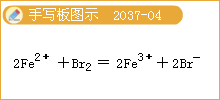 手写板图示 2037-04
2Fe²⁺ + Br₂ = 2Fe³⁺ + 2Br⁻